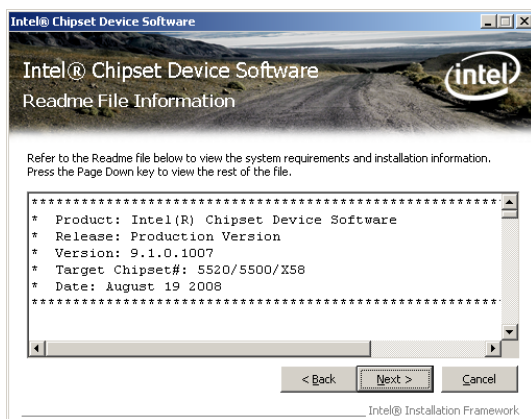 Intel® Chipset Device Software
Intel® Chipset Device Software
intel
Readme File Information
Refer to the Readme file below to view the system requirements and installation information.
Press the Page Down key to view the rest of the file.
************************************************************
*   Product: Intel(R) Chipset Device Software
*   Release: Production Version
*   Version: 9.1.0.1007
*   Target Chipset#: 5520/5500/X58
*   Date: August 19 2008
************************************************************
< Back
Next >
Cancel
Intel® Installation Framework